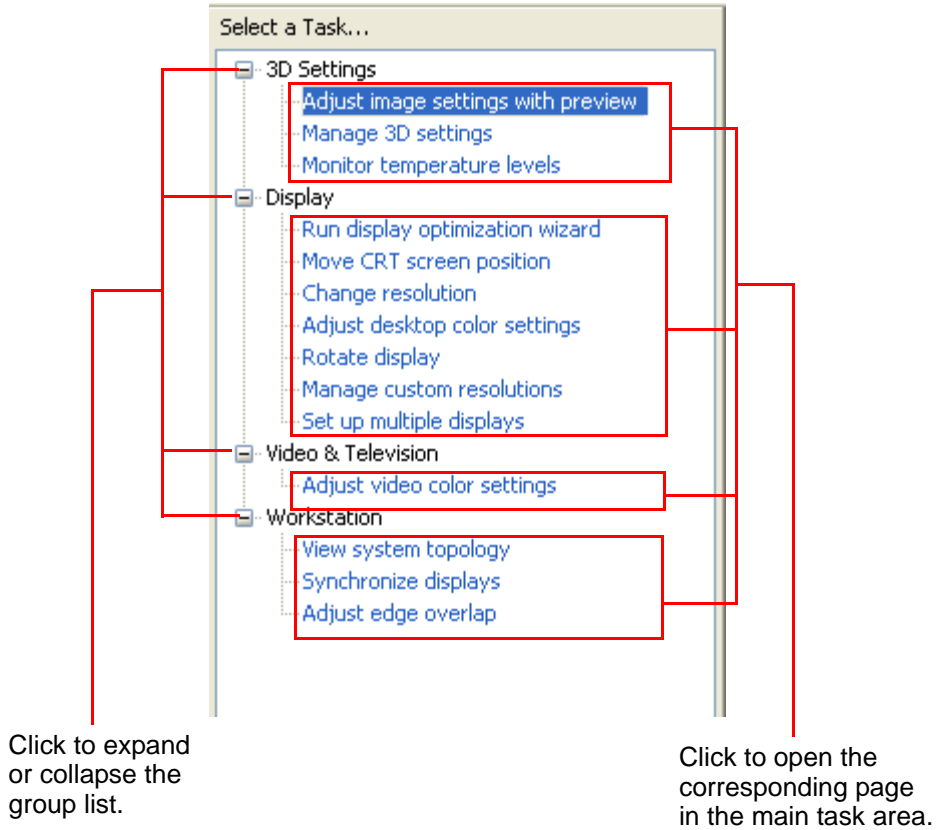 Select a Task...
3D Settings
Adjust image settings with preview
Manage 3D settings
Monitor temperature levels
Display
Run display optimization wizard
Move CRT screen position
Change resolution
Adjust desktop color settings
Rotate display
Manage custom resolutions
Set up multiple displays
Video & Television
Adjust video color settings
Workstation
View system topology
Synchronize displays
Adjust edge overlap
Click to expand
or collapse the
group list.
Click to open the
corresponding page
in the main task area.